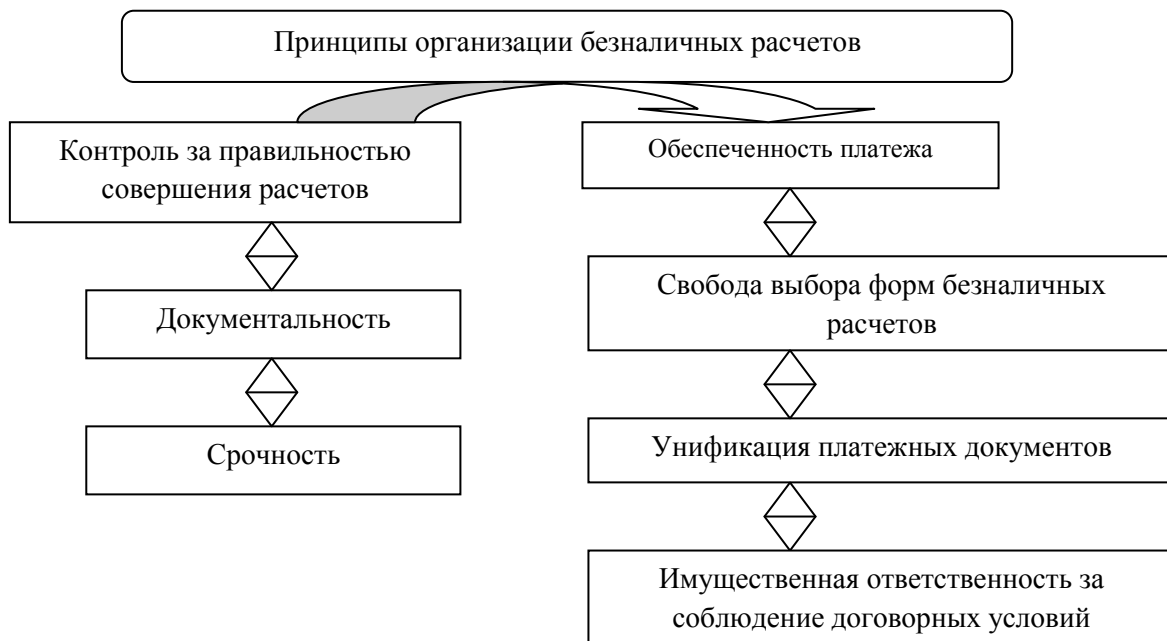 Принципы организации безналичных расчетов
Контроль за правильностью
совершения расчетов
Документальность
Срочность
Обеспеченность платежа
Свобода выбора форм безналичных
расчетов
Унификация платежных документов
Имущественная ответственность за
соблюдение договорных условий